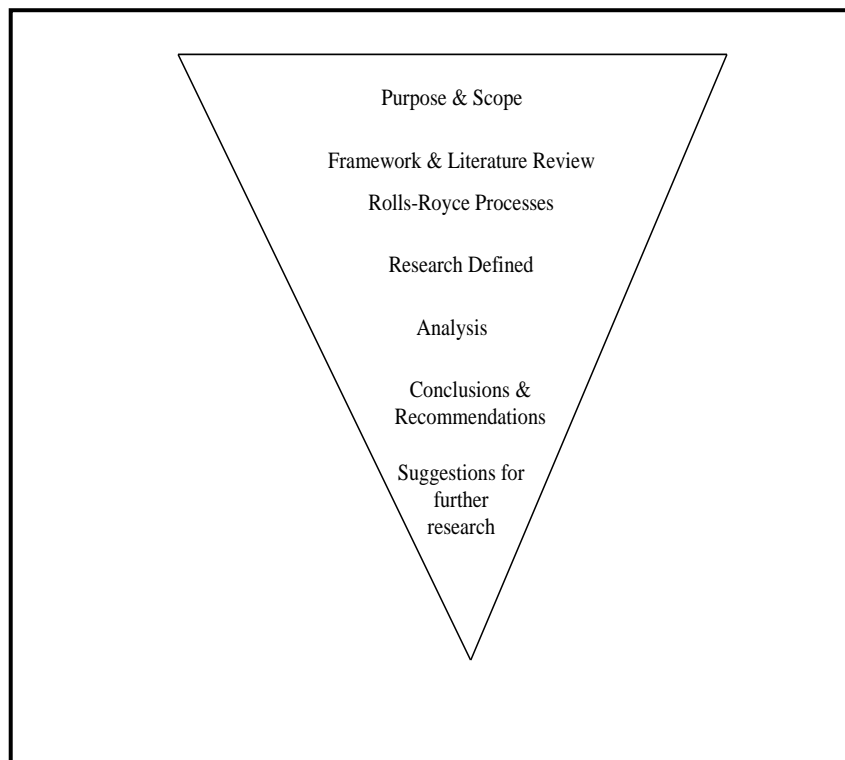 Purpose & Scope
Framework & Literature Review
Rolls-Royce Processes
Research Defined
Analysis
Conclusions &
Recommendations
Suggestions for
further
research